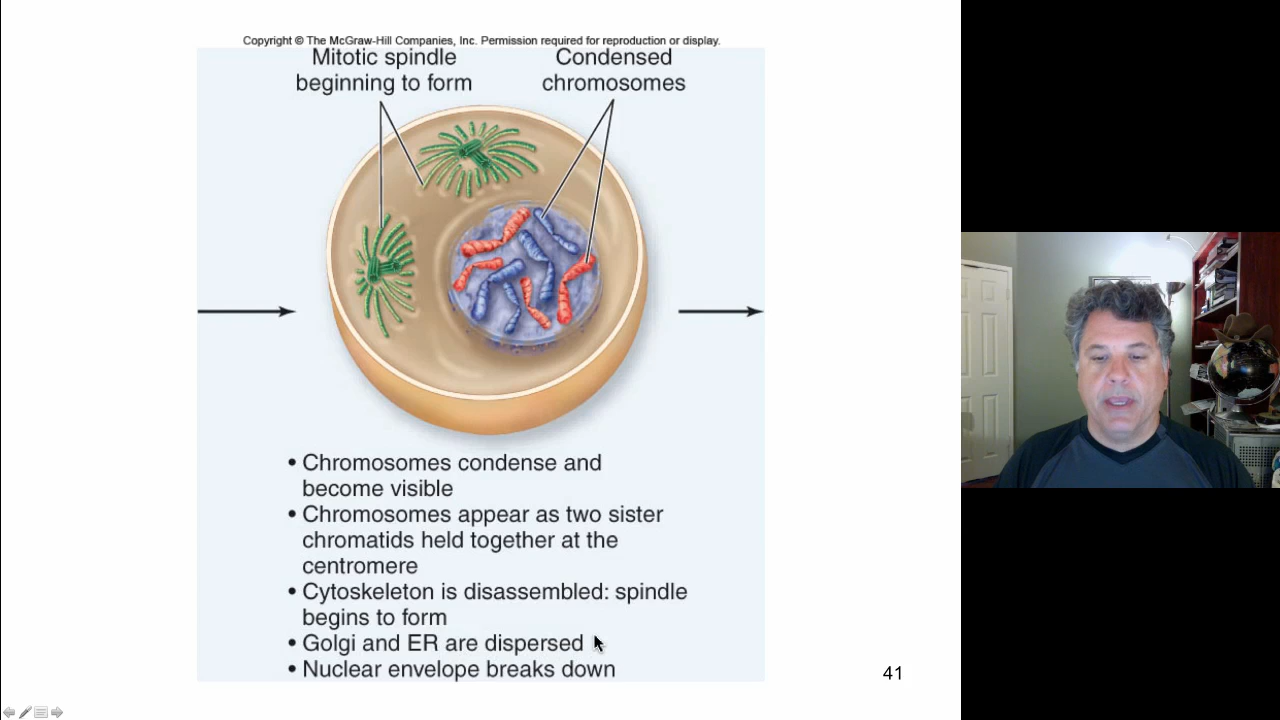 Copyright © The McGraw-Hill Companies, Inc. Permission required for reproduction or display.
Mitotic spindle
beginning to form
Condensed
chromosomes
• Chromosomes condense and
become visible
• Chromosomes appear as two sister
chromatids held together at the
centromere
• Cytoskeleton is disassembled: spindle
begins to form
• Golgi and ER are dispersed
• Nuclear envelope breaks down
41